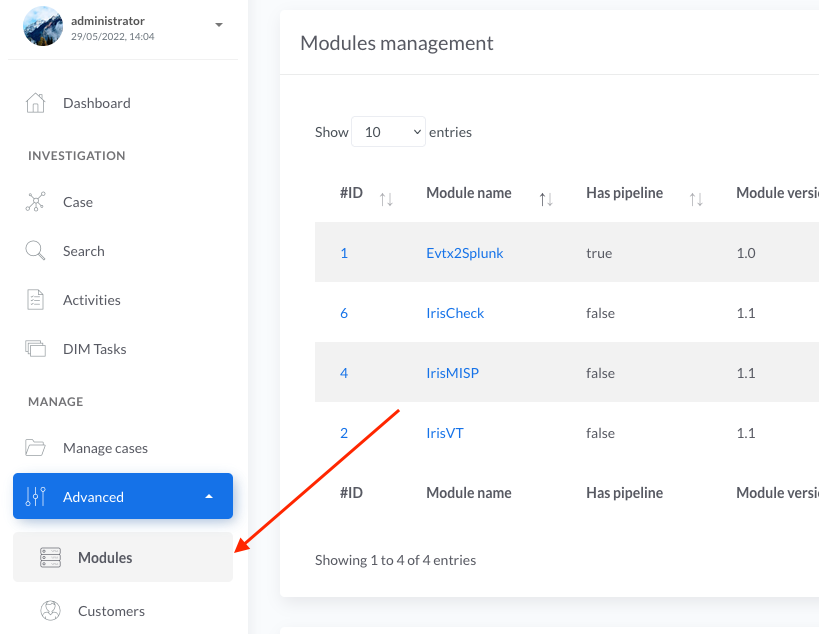 administrator
29/05/2022, 14:04
Dashboard
INVESTIGATION
Case
Search
Activities
DIM Tasks
MANAGE
Manage cases
Advanced
Modules
Customers
Modules management
Show 10 entries
#ID Module name Has pipeline Module versi
1 Evtx2Splunk true 1.0
6 IrisCheck false 1.1
4 IrisMISP false 1.1
2 IrisVT false 1.1
#ID Module name Has pipeline Module versi
Showing 1 to 4 of 4 entries